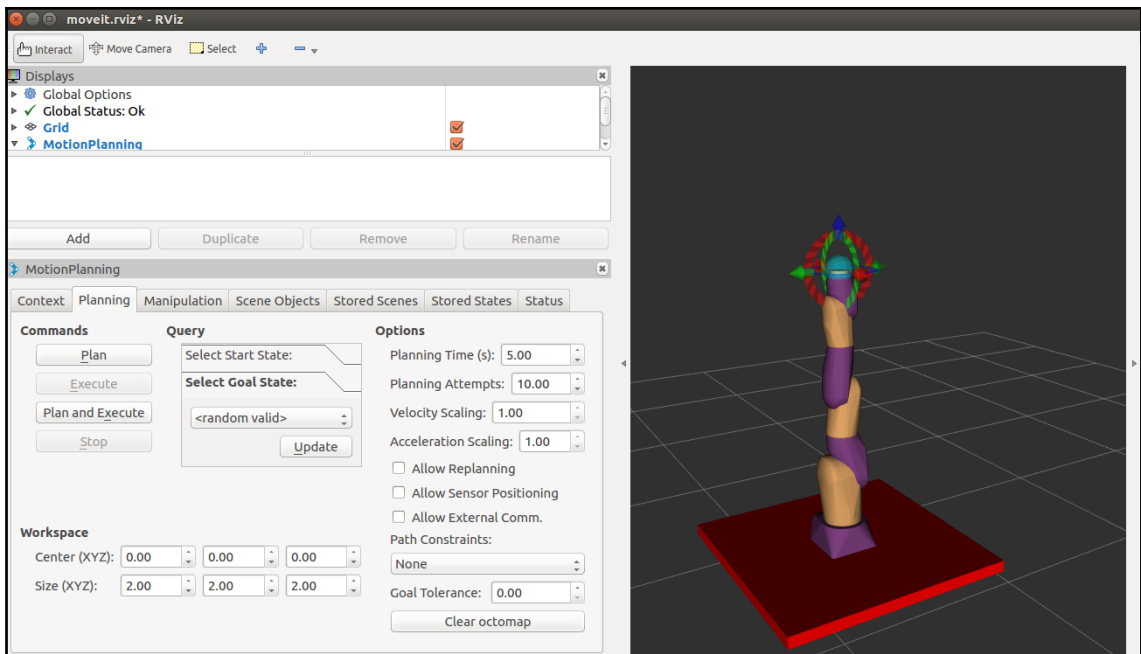 moveit.rviz* - RViz
Interact Move Camera Select
Displays
Global Options
Global Status: Ok
Grid
MotionPlanning
Add Duplicate Remove Rename
MotionPlanning
Context Planning Manipulation Scene Objects Stored Scenes Stored States Status
Commands Query Options
Plan Select Start State: Planning Time (s): 5.00
Execute Select Goal State: Planning Attempts: 10.00
Plan and Execute <random valid> Velocity Scaling: 1.00
Stop Update Acceleration Scaling: 1.00
Allow Replanning
Allow Sensor Positioning
Allow External Comm.
Workspace Path Constraints:
Center (XYZ): 0.00 0.00 0.00 None
Size (XYZ): 2.00 2.00 2.00 Goal Tolerance: 0.00
Clear octomap